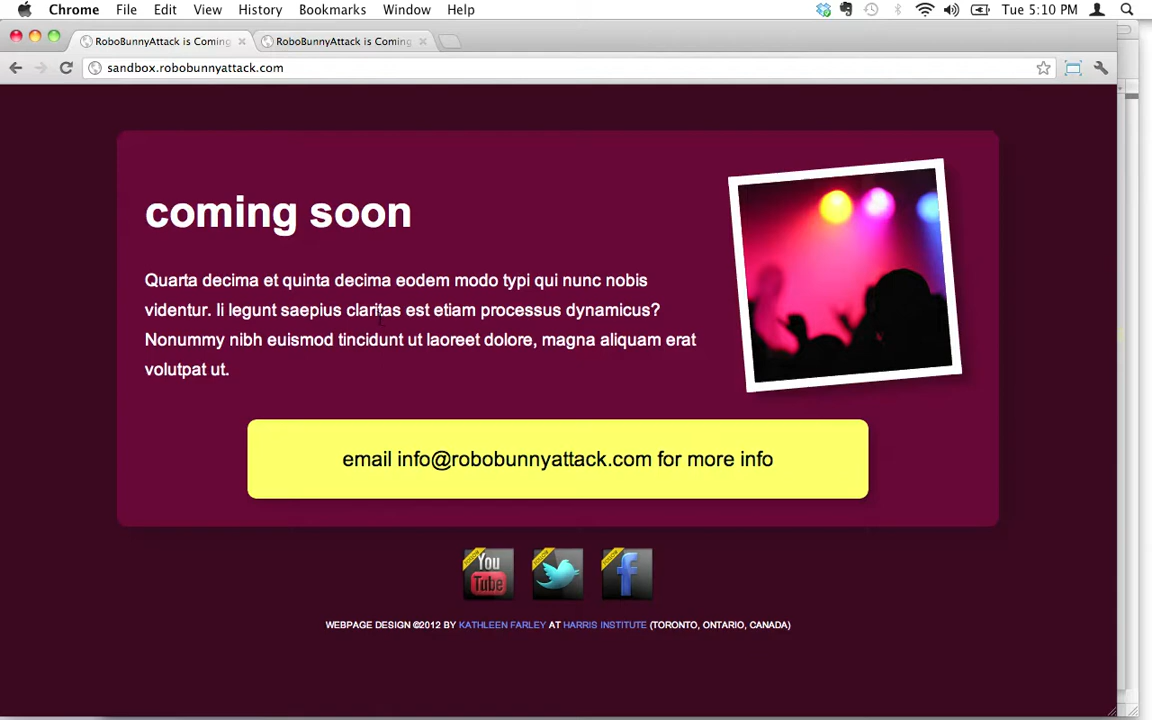 Chrome File Edit View History Bookmarks Window Help Tue 5:10 PM
RoboBunnyAttack is Coming RoboBunnyAttack is Coming
sandbox.robobunnyattack.com
coming soon
Quarta decima et quinta decima eodem modo typi qui nunc nobis
videntur. Ii legunt saepius claritas est etiam processus dynamicus?
Nonummy nibh euismod tincidunt ut laoreet dolore, magna aliquam erat
volutpat ut.
email info@robobunnyattack.com for more info
You
Tube
WEBPAGE DESIGN ©2012 BY KATHLEEN FARLEY AT HARRIS INSTITUTE (TORONTO, ONTARIO, CANADA)